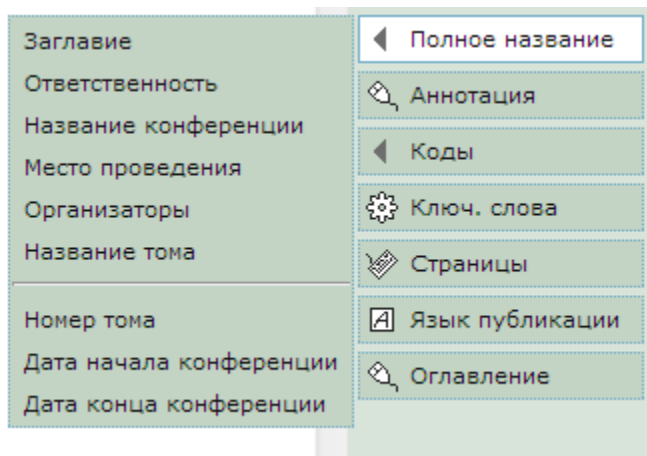 Заглавие
Ответственность
Название конференции
Место проведения
Организаторы
Название тома
Номер тома
Дата начала конференции
Дата конца конференции
Полное название
Аннотация
Коды
Ключ. слова
Страницы
Язык публикации
Оглавление